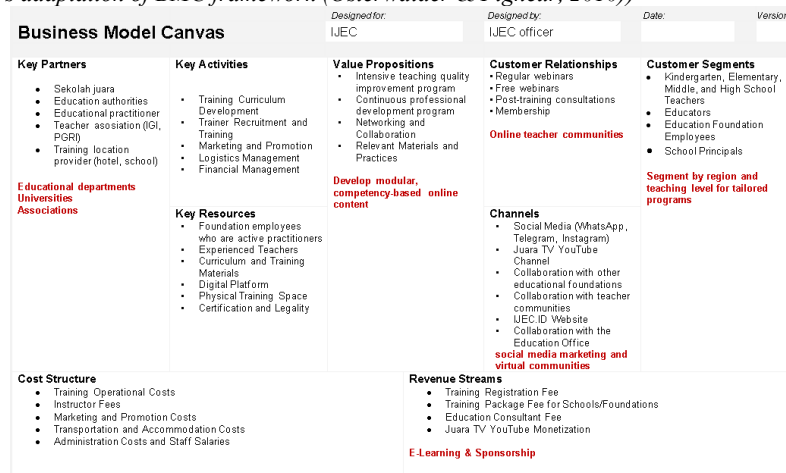 s adaptation of BMC framework (Osterwalder & Pigneur, 2010))
Business Model Canvas
Designed for:
IJEC
Designed by:
IJEC officer
Date:
Version
Key Partners
• Sekolah juara
• Education authorities
• Educational practitioner
• Teacher asosiation (IGI,
PGRI)
• Training location
provider (hotel, school)
Educational departments
Universities
Associations
Key Activities
• Training Curriculum
Development
• Trainer Recruitment and
Training
• Marketing and Promotion
• Logistics Management
• Financial Management
Key Resources
• Foundation employees
who are active practitioners
• Experienced Teachers
• Curriculum and Training
Materials
• Digital Platform
• Physical Training Space
• Certification and Legality
Value Propositions
• Intensive teaching quality
improvement program
• Continuous professional
development program
• Networking and
Collaboration
• Relevant Materials and
Practices
Develop modular,
competency-based online
content
Customer Relationships
• Regular webinars
• Free webinars
• Post-training consultations
• Membership
Online teacher communities
Channels
• Social Media (WhatsApp,
Telegram, Instagram)
• Juara TV YouTube
Channel
• Collaboration with other
educational foundations
• Collaboration with teacher
communities
• IJEC.ID Website
• Collaboration with the
Education Office
social media marketing and
virtual communities
Customer Segments
• Kindergarten, Elementary,
Middle, and High School
Teachers
• Educators
• Education Foundation
Employees
• School Principals
Segment by region and
teaching level for tailored
programs
Cost Structure
• Training Operational Costs
• Instructor Fees
• Marketing and Promotion Costs
• Transportation and Accommodation Costs
• Administration Costs and Staff Salaries
Revenue Streams
• Training Registration Fee
• Training Package Fee for Schools/Foundations
• Education Consultant Fee
• Juara TV YouTube Monetization
E-Learning & Sponsorship